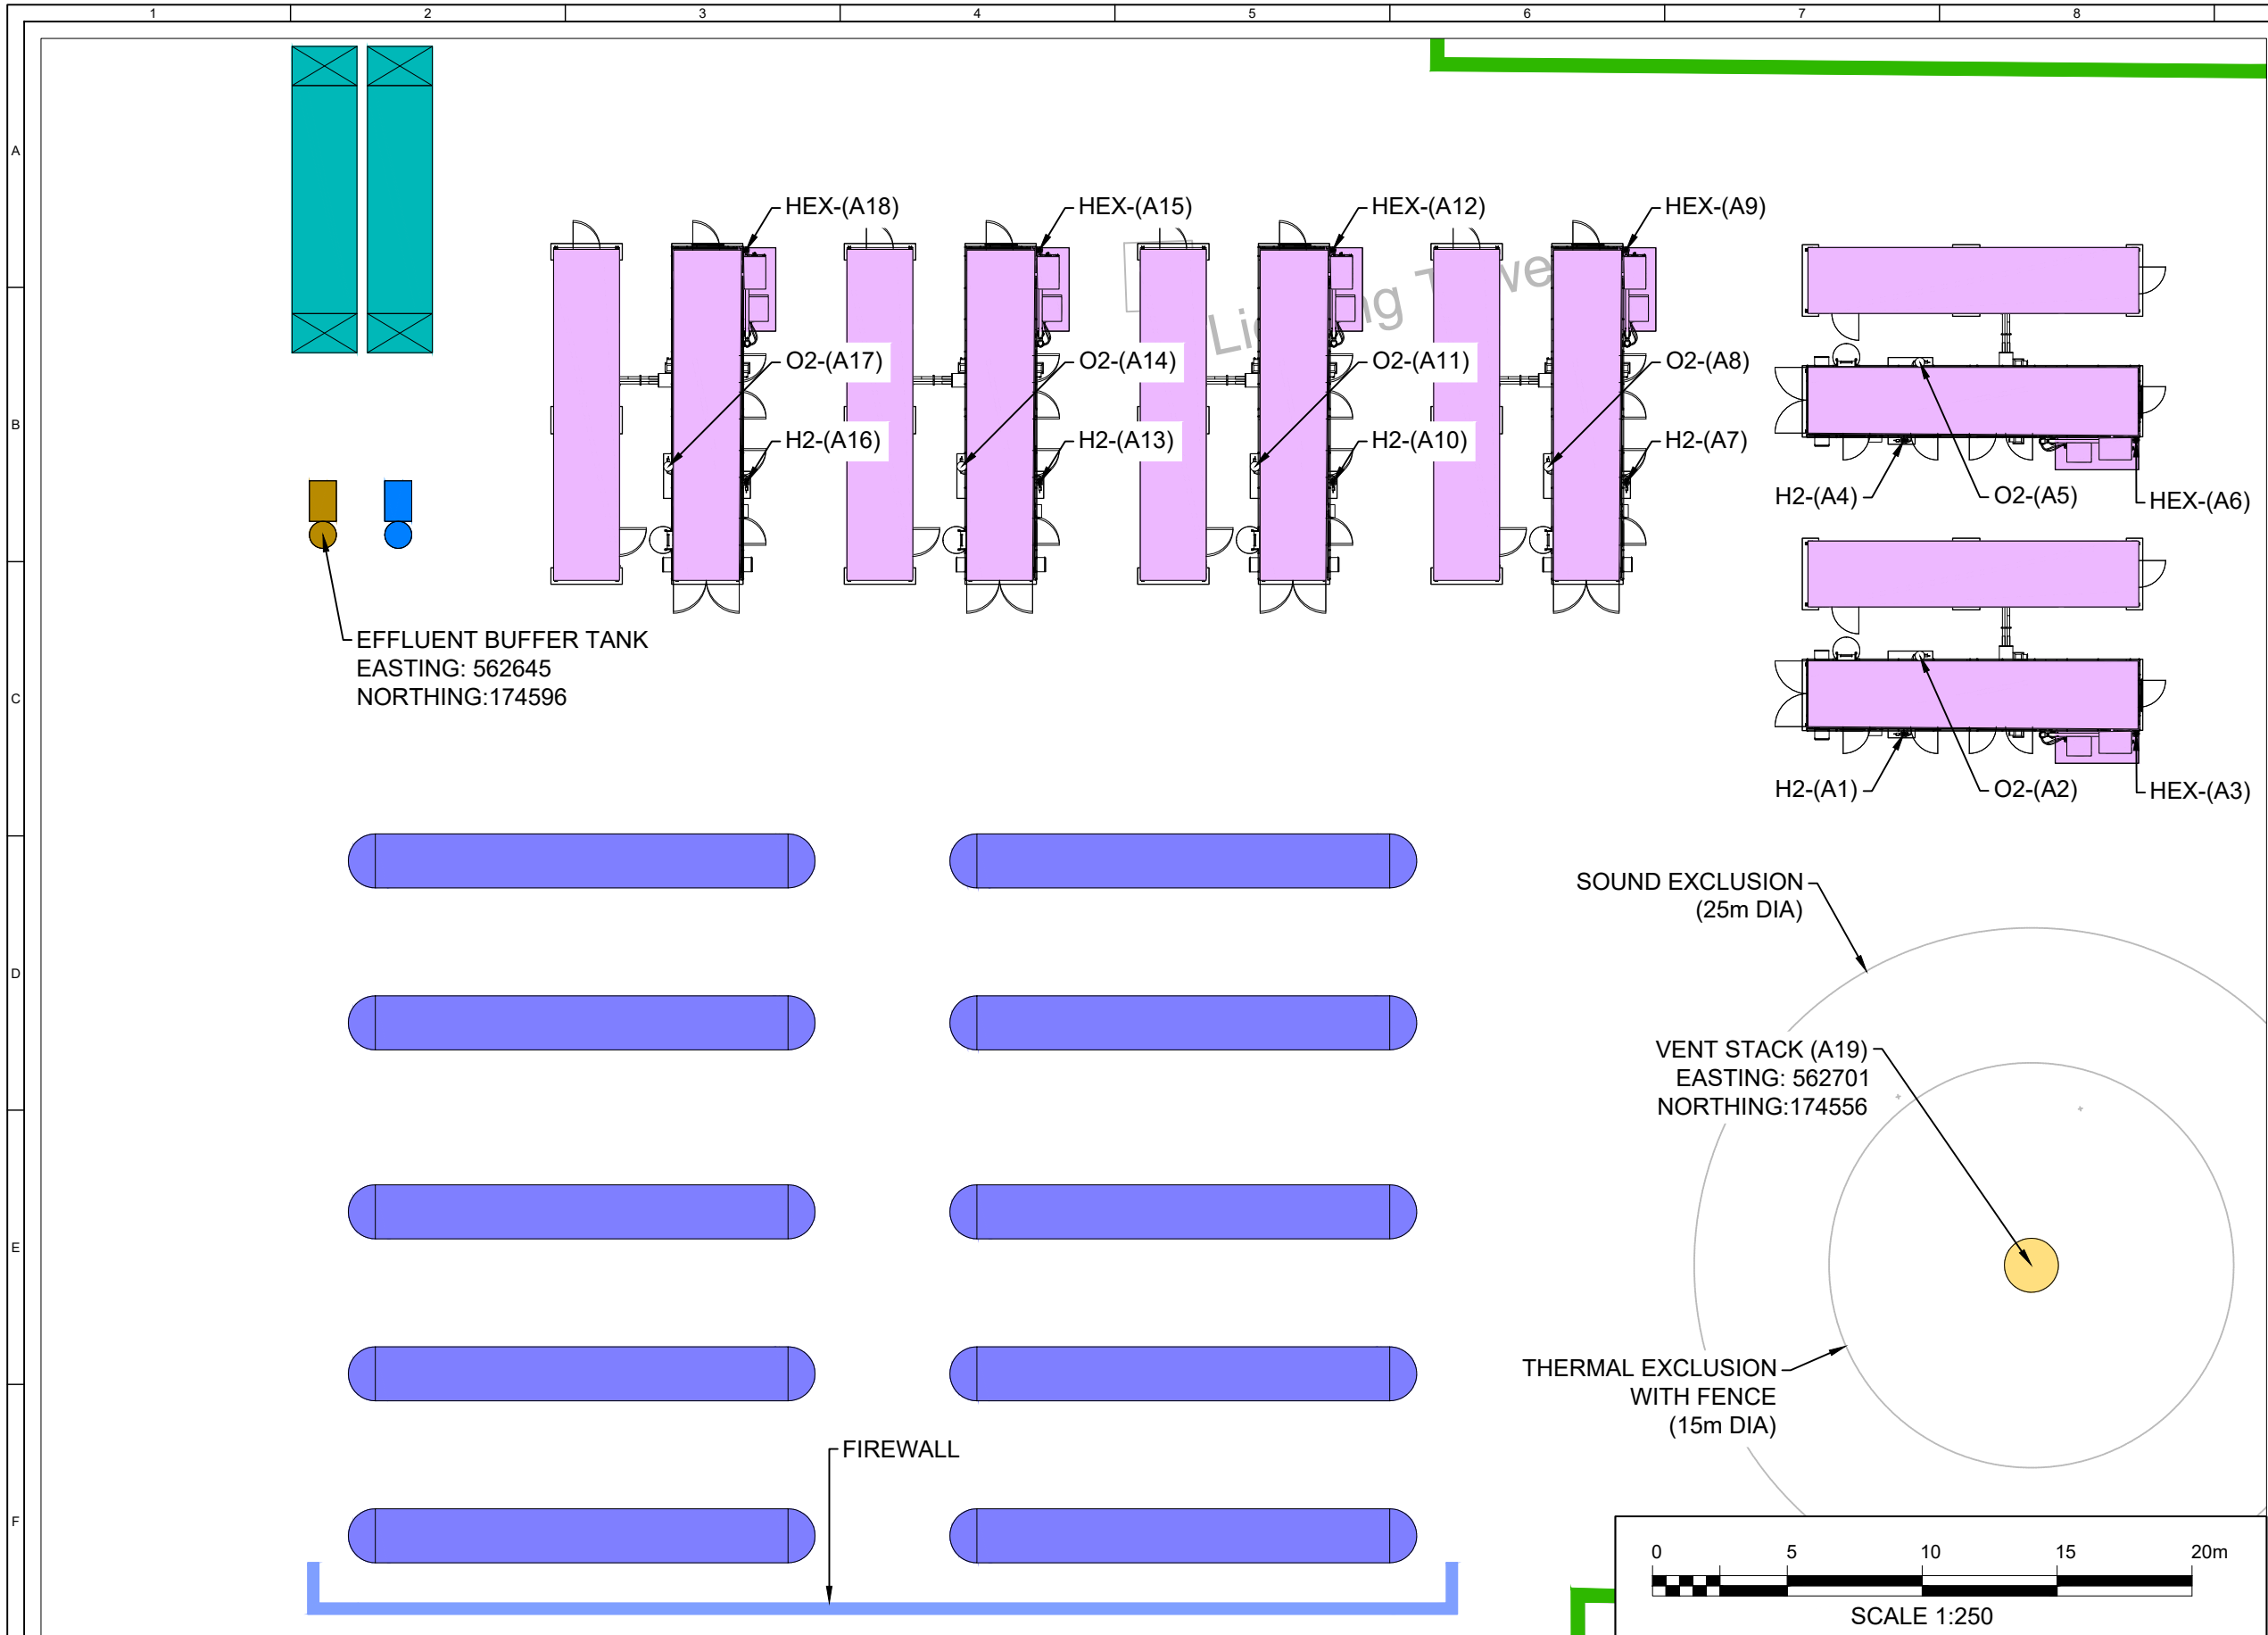 1 2 3 4 5 6 7 8
A
HEX-(A18) HEX-(A15) HEX-(A12) HEX-(A9)
O2-(A17) O2-(A14) O2-(A11) O2-(A8)
B
H2-(A16) H2-(A13) H2-(A10) H2-(A7)
H2-(A4) O2-(A5) HEX-(A6)
EFFLUENT BUFFER TANK
EASTING: 562645
NORTHING:174596
C
H2-(A1) O2-(A2) HEX-(A3)
SOUND EXCLUSION
(25m DIA)
D
VENT STACK (A19)
EASTING: 562701
NORTHING:174556
E
THERMAL EXCLUSION
WITH FENCE
(15m DIA)
FIREWALL
F
0 5 10 15 20m
SCALE 1:250